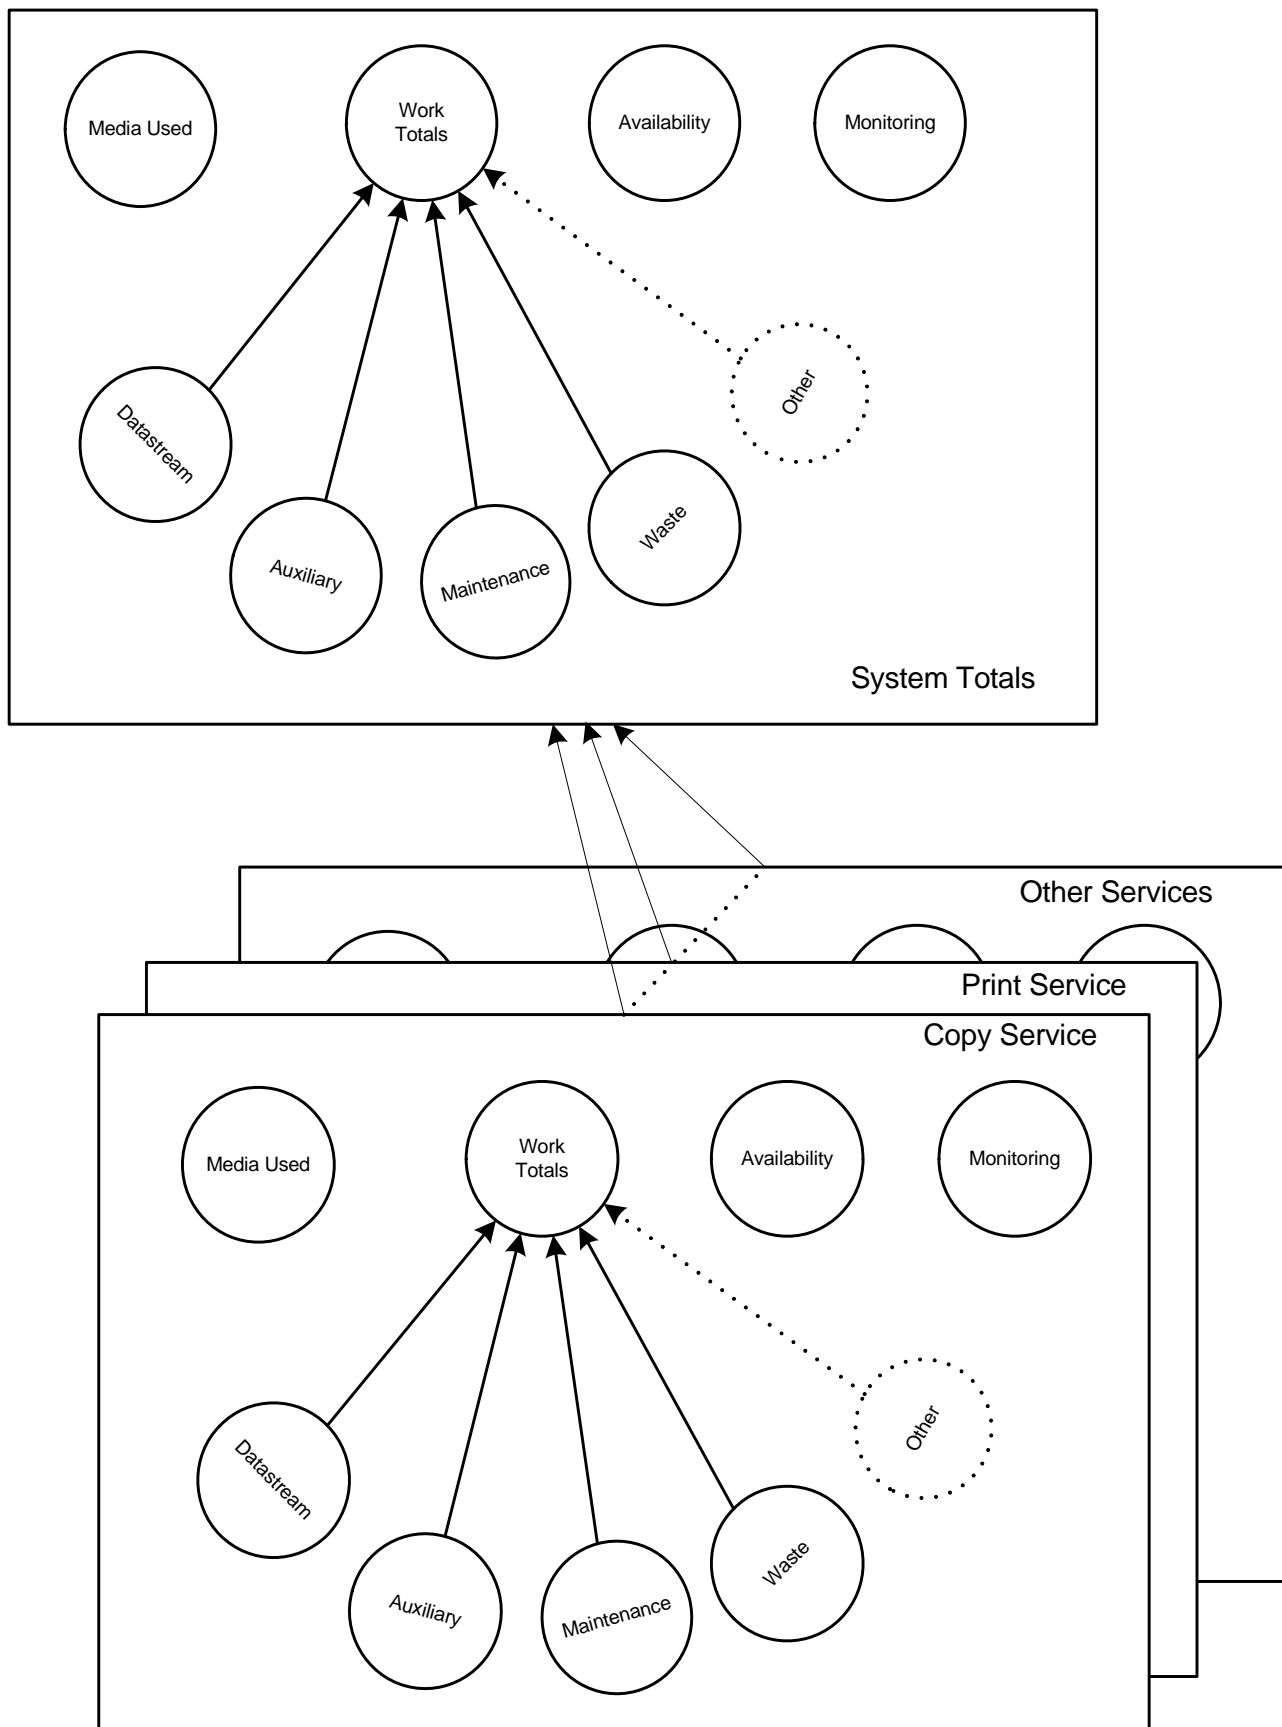 Media Used
Work
Totals
Availability
Monitoring
Other
Datastream
Waste
Auxiliary
Maintenance
System Totals
Other Services
Print Service
Copy Service
Media Used
Work
Totals
Availability
Monitoring
Other
Datastream
Waste
Auxiliary
Maintenance